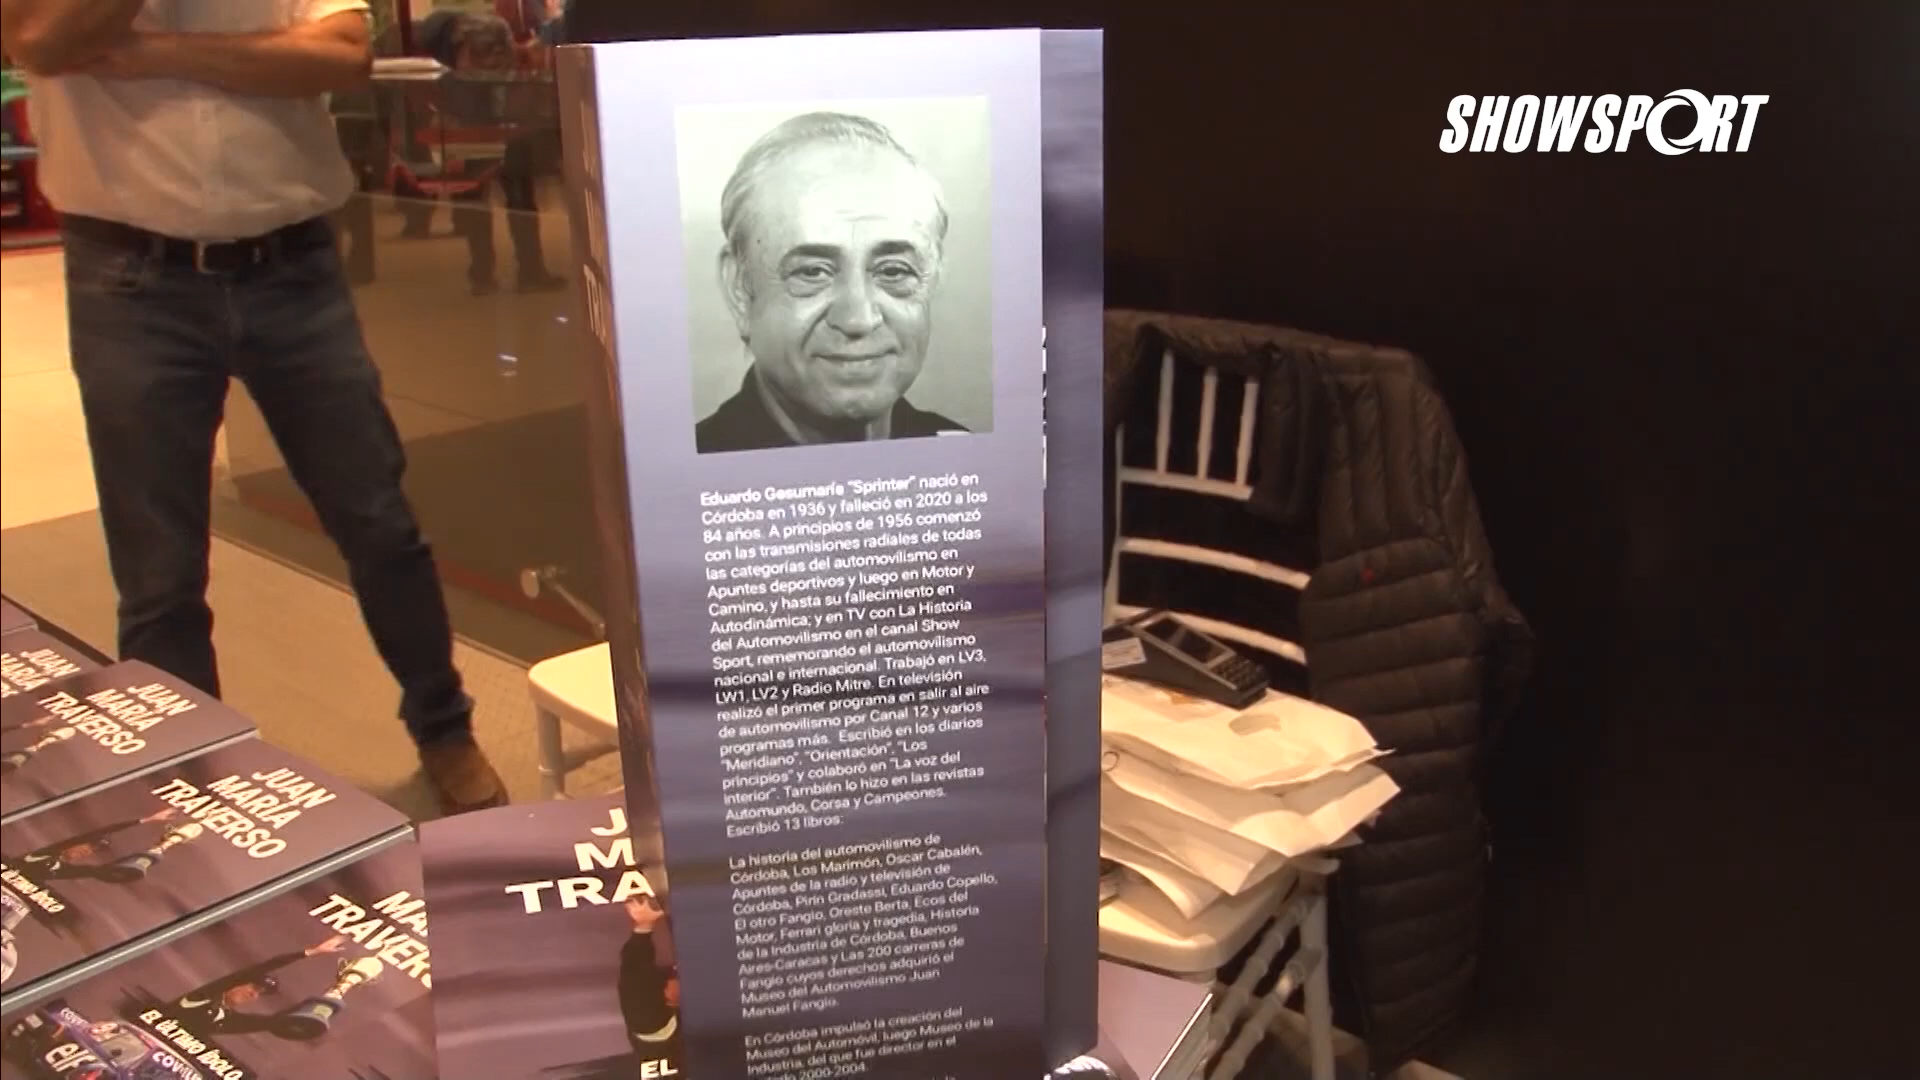 SHOWSPORT
Eduardo Gesumaría "Sprinter" nació en
Córdoba en 1936 y falleció en 2020 a los
84 años. A principios de 1956 comenzó
con las transmisiones radiales de todas
las categorías del automovilismo en
Apuntes deportivos y luego en Motor y
Camino, y hasta su fallecimiento en
Autodinámica; y en TV con La Historia
del Automovilismo en el canal Show
Sport, rememorando el automovilismo
nacional e internacional. Trabajó en LV3,
LW1, LV2 y Radio Mitre. En televisión
realizó el primer programa en salir al aire
de automovilismo por Canal 12 y varios
programas más. Escribió en los diarios
"Meridiano", "Orientación", "Los
principios" y colaboró en "La voz del
interior". También lo hizo en las revistas
Automundo, Corsa y Campeones.
Escribió 13 libros:
La historia del automovilismo de
Córdoba, Los Marimón, Oscar Cabalén,
Apuntes de la radio y televisión de
Córdoba, Pirín Gradassi, Eduardo Copello,
El otro Fangio, Oreste Berta, Ecos del
Motor, Ferrari gloria y tragedia, Historia
de la Industria de Córdoba, Buenos
Aires-Caracas y Las 200 carreras de
Fangio cuyos derechos adquirió el
Museo del Automovilismo Juan
Manuel Fangio.
En Córdoba impulsó la creación del
Museo del Automóvil, luego Museo de la
Industria, del que fue director en el
2000-2004.
JUAN
MARÍA
TRAVERSO
JUAN
MARÍA
TRAVERSO
EL ÚLTIMO ÍDOLO
elf
J
M
TRA
EL